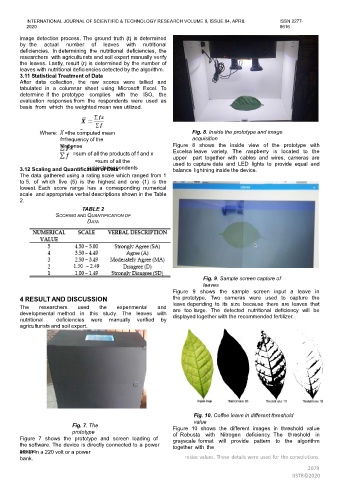 INTERNATIONAL JOURNAL OF SCIENTIFIC & TECHNOLOGY RESEARCH VOLUME 9, ISSUE 04, APRIL 2020
ISSN 2277-8616
image detection process. The ground truth (t) is determined
by the actual number of leaves with nutritional
deficiencies. In determining the nutritional deficiencies, the
researchers with agriculturists and soil expert manually verify
the leaves. Lastly, result (r) is determined by the number of
leaves with nutritional deficiencies detected by the algorithm.
3.11 Statistical Treatment of Data
After data collection, the raw scores were tallied and
tabulated in a columnar sheet using Microsoft Excel. To
determine if the prototype complies with the ISO, the
evaluation responses from the respondents were used as
basis from which the weighted mean was utilized.
X̄ = Σfx / Σf
Where: X̄ =the computed mean
f=frequency of the
response
Σfx =sum of all the products of f and x
Σf =sum of all the
respondents
3.12 Scaling and Quantification of Data
The data gathered using a rating score which ranged from 1
to 5, of which five (5) is the highest and one (1) is the
lowest. Each score range has a corresponding numerical
scale and appropriate verbal descriptions shown in the Table
2.
TABLE 2
SCORING AND QUANTIFICATION OF
DATA
NUMERICAL VALUE SCALE VERBAL DESCRIPTION
5 4.50 – 5.00 Strongly Agree (SA)
4 3.50 – 4.49 Agree (A)
3 2.50 – 3.49 Moderately Agree (MA)
2 1.50 – 2.49 Disagree (D)
1 1.00 – 1.49 Strongly Disagree (SD)
4 RESULT AND DISCUSSION
The researchers used the experimental and
developmental method in this study. The leaves with
nutritional deficiencies were manually verified by
agriculturists and soil expert.
Fig. 7. The
prototype
Figure 7 shows the prototype and screen loading of
the software. The device is directly connected to a power
in a 220 volt or a power
bank.
Fig. 8. Inside the prototype and image
acquisition
Figure 8 shows the inside view of the prototype with
Excelsa leave variety. The raspberry is located to the
upper part together with cables and wires, cameras are
used to capture data and LED lights to provide equal and
balance lightning inside the device.
Fig. 9. Sample screen capture of
leaves
Figure 9 shows the sample screen input a leave in
the prototype. Two cameras were used to capture the
leave depending to its size because there are leaves that
are too large. The detected nutritional deficiency will be
displayed together with the recommended fertilizer.
Fig. 10. Coffee leave in different threshold
value
Figure 10 shows the different images in threshold value
of Robusta with Nitrogen deficiency. The threshold in
grayscale format will provide pattern to the algorithm
together with the
noise values. These details were used for the convolutions.
2079
IJSTR©2020